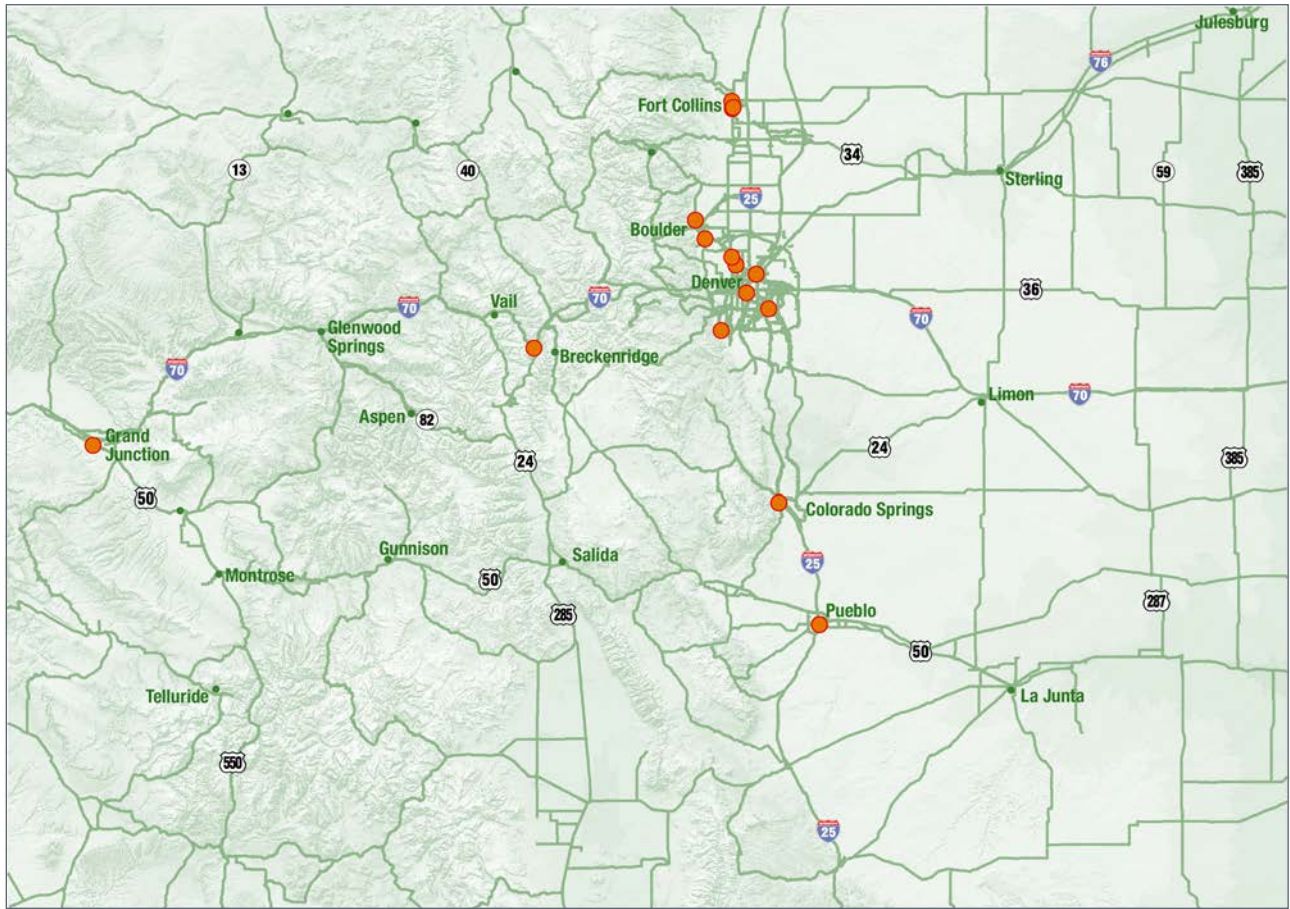 Julesburg
76
Fort Collins
34
13
40
59
385
Sterling
25
Boulder
Denver
36
Vail
70
70
70
Glenwood
Springs
Breckenridge
70
Limon
70
Aspen
82
Grand
Junction
24
24
385
50
Colorado Springs
Gunnison
Salida
25
Montrose
50
287
285
Pueblo
50
Telluride
La Junta
550
25